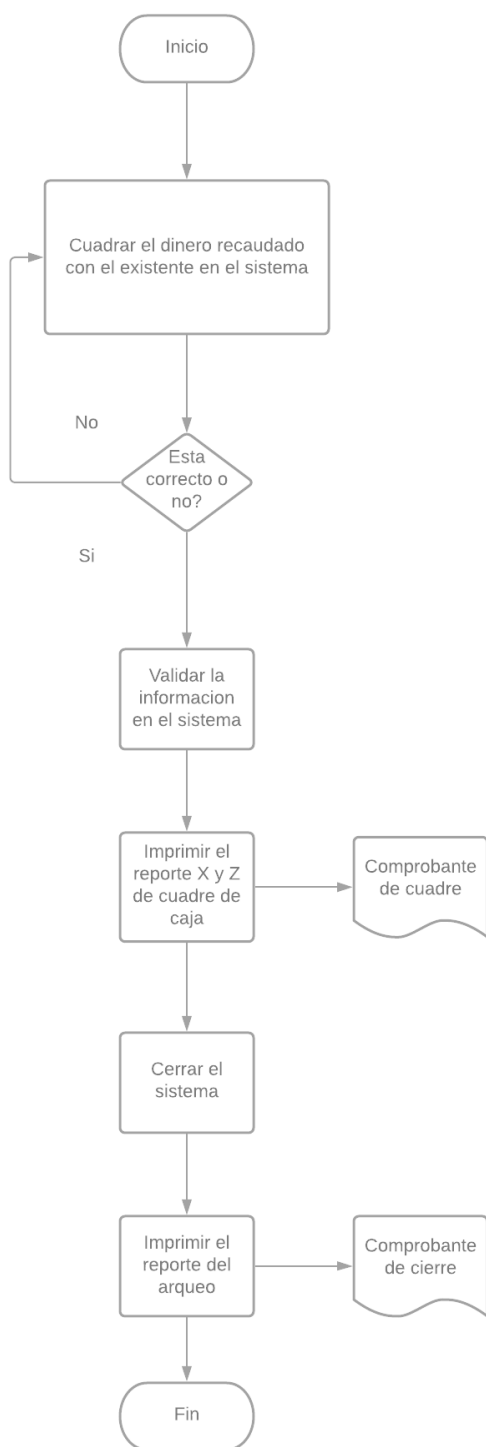 Inicio
Cuadrar el dinero recaudado
con el existente en el sistema
No
Esta
correcto o
no?
Si
Validar la
informacion
en el sistema
Imprimir el
reporte X y Z
de cuadre de
caja
Comprobante
de cuadre
Cerrar el
sistema
Imprimir el
reporte del
arqueo
Comprobante
de cierre
Fin